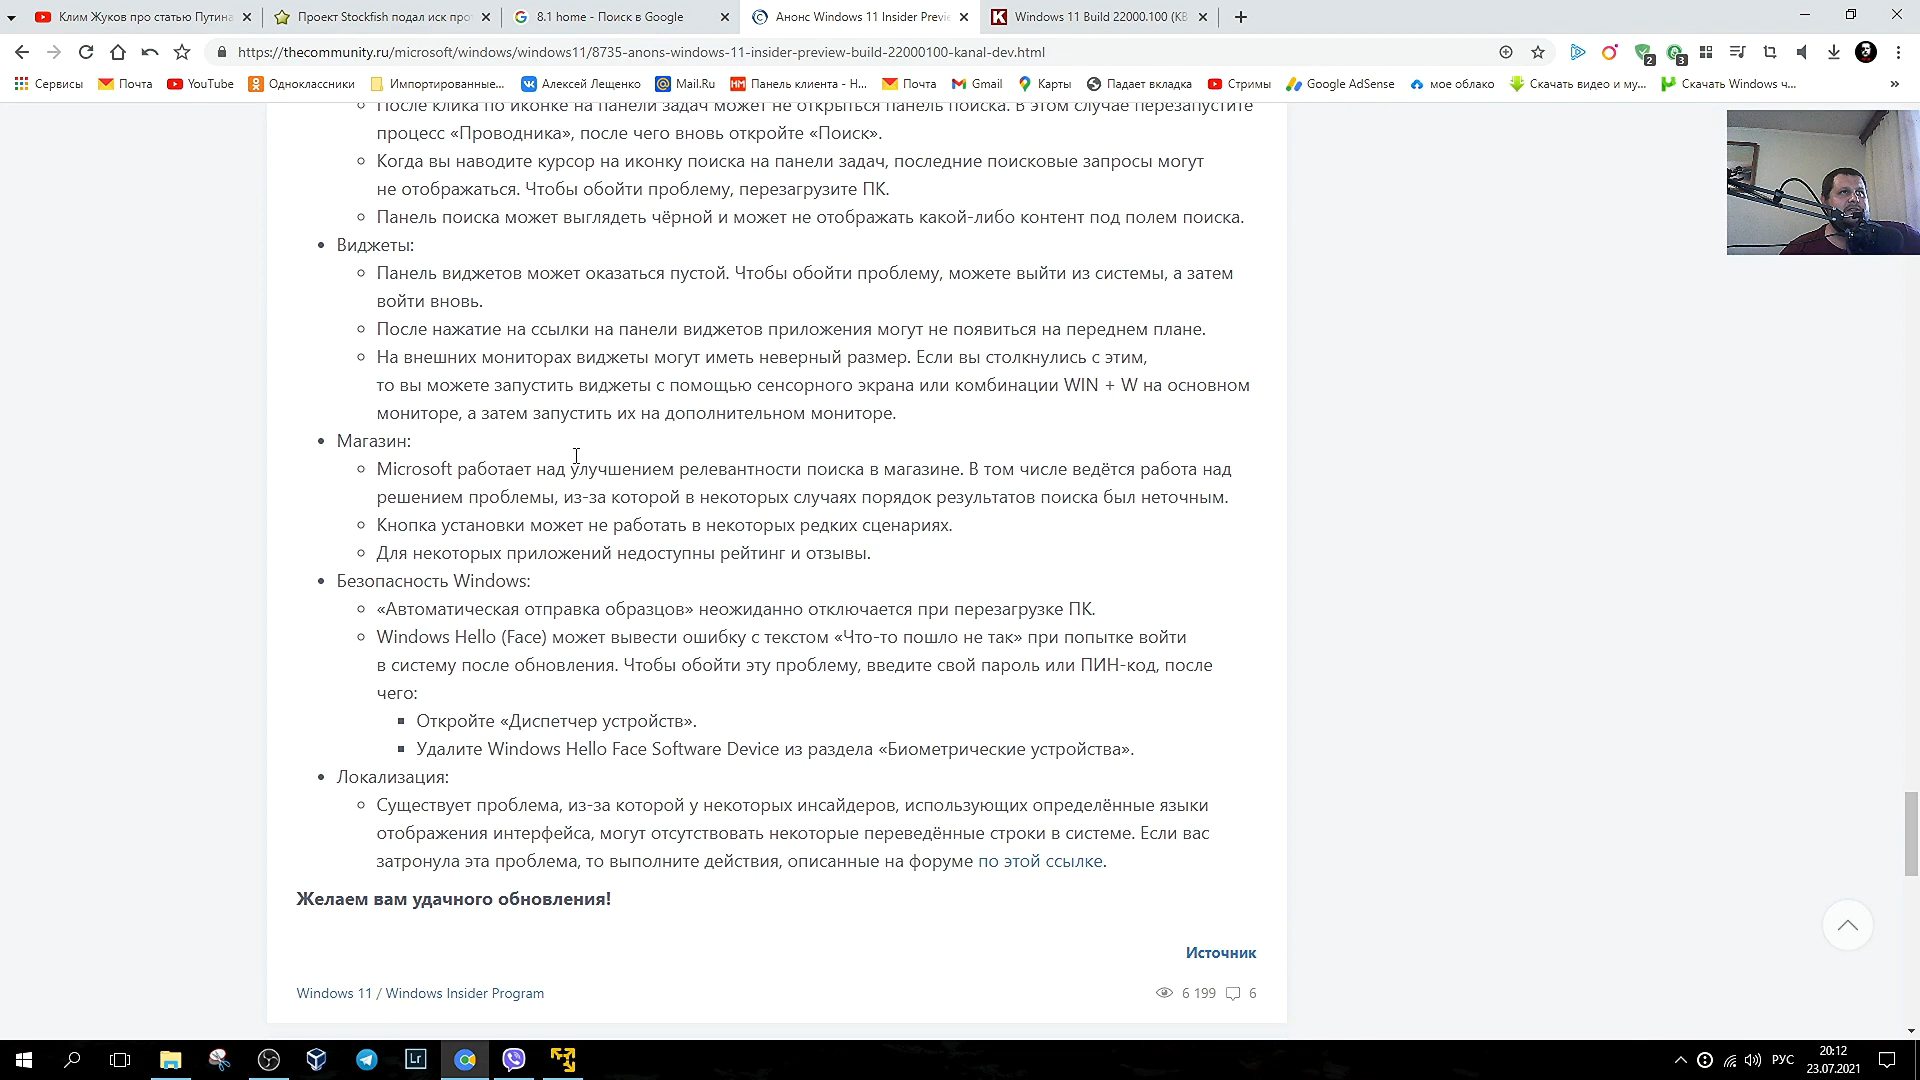 Клим Жуков про статью Путина
Проект Stockfish подал иск про
8.1 home - Поиск в Google
Анонс Windows 11 Insider Previe
Windows 11 Build 22000.100 (KB
https://thecommunity.ru/microsoft/windows/windows11/8735-anons-windows-11-insider-preview-build-22000100-kanal-dev.html
2
3
Сервисы
Почта
YouTube
Одноклассники
Импортированные...
Алексей Лещенко
Mail.Ru
Панель клиента - Н...
Почта
Gmail
Карты
Падает вкладка
Стримы
Google AdSense
мое облако
Скачать видео и му...
Скачать Windows ч...
»
После клика по иконке на панели задач может не открыться панель поиска. В этом случае перезапустите
процесс «Проводника», после чего вновь откройте «Поиск».
Когда вы наводите курсор на иконку поиска на панели задач, последние поисковые запросы могут
не отображаться. Чтобы обойти проблему, перезагрузите ПК.
Панель поиска может выглядеть чёрной и может не отображать какой-либо контент под полем поиска.
Виджеты:
Панель виджетов может оказаться пустой. Чтобы обойти проблему, можете выйти из системы, а затем
войти вновь.
После нажатие на ссылки на панели виджетов приложения могут не появиться на переднем плане.
На внешних мониторах виджеты могут иметь неверный размер. Если вы столкнулись с этим,
то вы можете запустить виджеты с помощью сенсорного экрана или комбинации WIN + W на основном
мониторе, а затем запустить их на дополнительном мониторе.
Магазин:
Microsoft работает над улучшением релевантности поиска в магазине. В том числе ведётся работа над
решением проблемы, из-за которой в некоторых случаях порядок результатов поиска был неточным.
Кнопка установки может не работать в некоторых редких сценариях.
Для некоторых приложений недоступны рейтинг и отзывы.
Безопасность Windows:
«Автоматическая отправка образцов» неожиданно отключается при перезагрузке ПК.
Windows Hello (Face) может вывести ошибку с текстом «Что-то пошло не так» при попытке войти
в систему после обновления. Чтобы обойти эту проблему, введите свой пароль или ПИН-код, после
чего:
Откройте «Диспетчер устройств».
Удалите Windows Hello Face Software Device из раздела «Биометрические устройства».
Локализация:
Существует проблема, из-за которой у некоторых инсайдеров, использующих определённые языки
отображения интерфейса, могут отсутствовать некоторые переведённые строки в системе. Если вас
затронула эта проблема, то выполните действия, описанные на форуме по этой ссылке.
Желаем вам удачного обновления!
Источник
Windows 11 / Windows Insider Program
6 199
6
Lr
РУС
20:12
23.07.2021